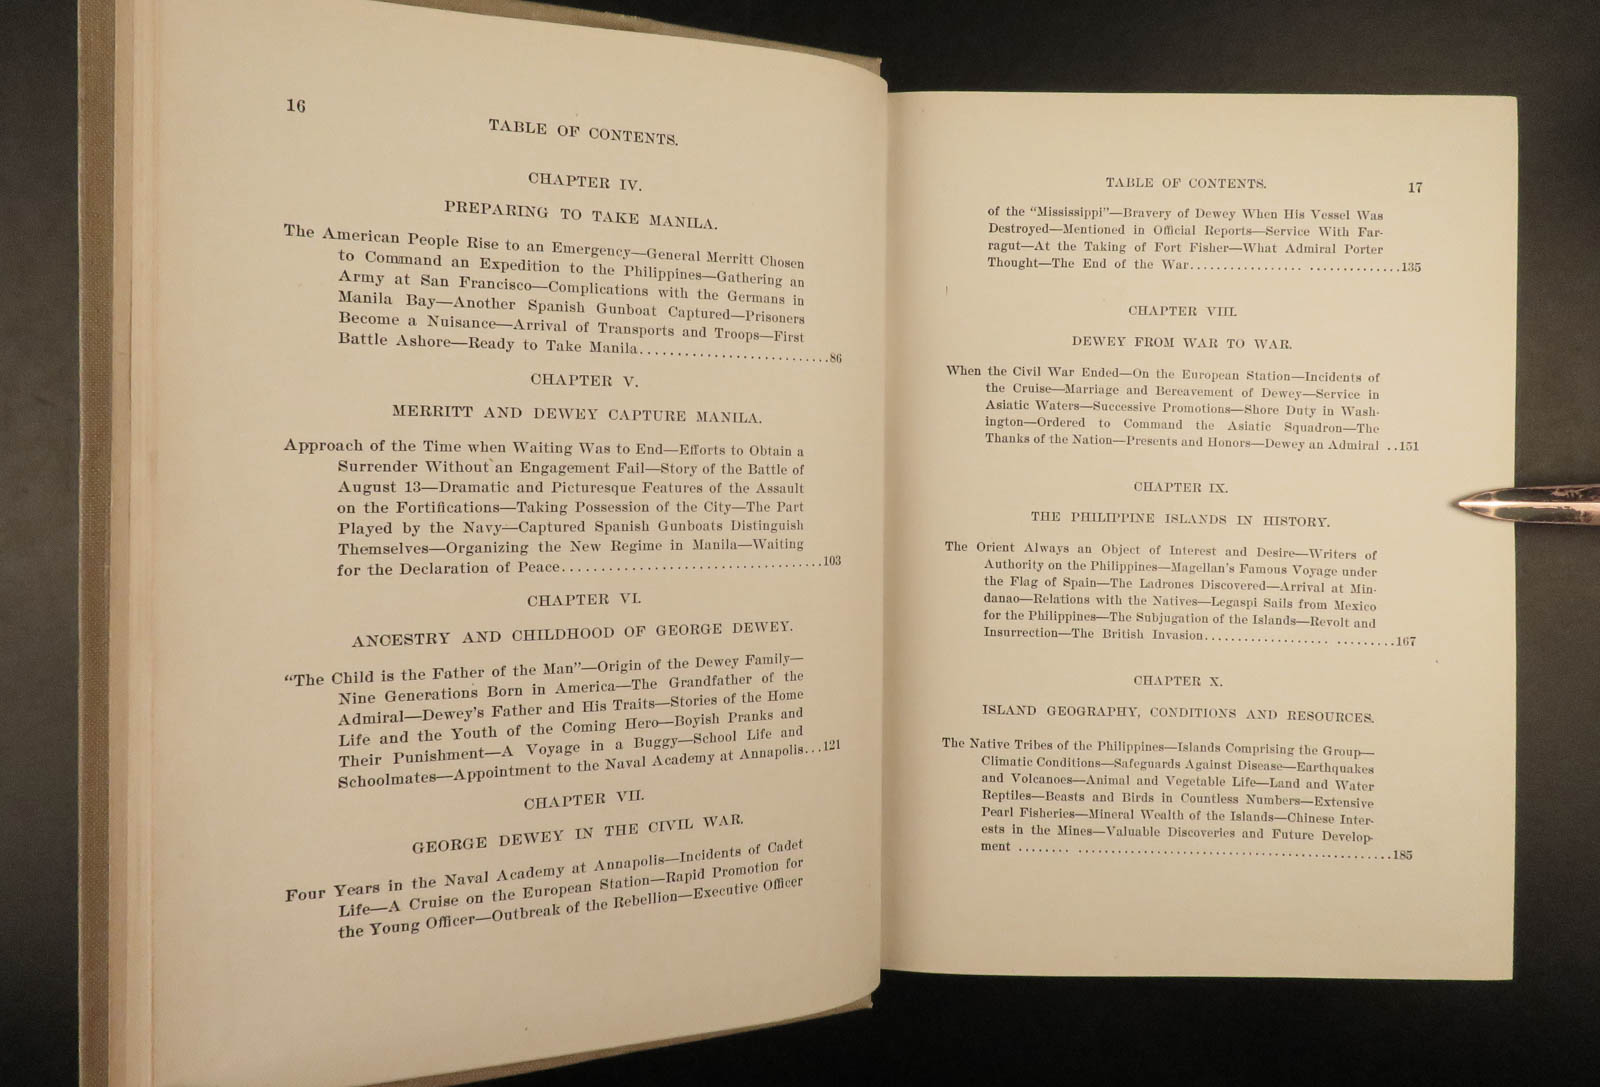 16
TABLE OF CONTENTS.
CHAPTER IV.
PREPARING TO TAKE MANILA.
The American People Rise to an Emergency—General Merritt Chosen
to Command an Expedition to the Philippines—Gathering an
Army at San Francisco—Complications with the Germans in
Manila Bay—Another Spanish Gunboat Captured—Prisoners
Become a Nuisance—Arrival of Transports and Troops—First
Battle Ashore—Ready to Take Manila..........................86
CHAPTER V.
MERRITT AND DEWEY CAPTURE MANILA.
Approach of the Time when Waiting Was to End—Efforts to Obtain a
Surrender Without an Engagement Fail—Story of the Battle of
August 13—Dramatic and Picturesque Features of the Assault
on the Fortifications—Taking Possession of the City—The Part
Played by the Navy—Captured Spanish Gunboats Distinguish
Themselves—Organizing the New Regime in Manila—Waiting
for the Declaration of Peace..................................103
CHAPTER VI.
ANCESTRY AND CHILDHOOD OF GEORGE DEWEY.
“The Child is the Father of the Man”—Origin of the Dewey Family—
Nine Generations Born in America—The Grandfather of the
Admiral—Dewey's Father and His Traits—Stories of the Home
Life and the Youth of the Coming Hero—Boyish Pranks and
Their Punishment—A Voyage in a Buggy—School Life and
Schoolmates—Appointment to the Naval Academy at Annapolis...121
CHAPTER VII.
GEORGE DEWEY IN THE CIVIL WAR.
Four Years in the Naval Academy at Annapolis—Incidents of Cadet
Life—A Cruise on the European Station—Rapid Promotion for
the Young Officer—Outbreak of the Rebellion—Executive Officer
TABLE OF CONTENTS. 17
of the “Mississippi”—Bravery of Dewey When His Vessel Was
Destroyed—Mentioned in Official Reports—Service With Far-
ragut—At the Taking of Fort Fisher—What Admiral Porter
Thought—The End of the War................. ..............135
CHAPTER VIII.
DEWEY FROM WAR TO WAR.
When the Civil War Ended—On the European Station—Incidents of
the Cruise—Marriage and Bereavement of Dewey—Service in
Asiatic Waters—Successive Promotions—Shore Duty in Wash-
ington—Ordered to Command the Asiatic Squadron—The
Thanks of the Nation—Presents and Honors—Dewey an Admiral ..151
CHAPTER IX.
THE PHILIPPINE ISLANDS IN HISTORY.
The Orient Always an Object of Interest and Desire—Writers of
Authority on the Philippines—Magellan's Famous Voyage under
the Flag of Spain—The Ladrones Discovered—Arrival at Min-
danao—Relations with the Natives—Legaspi Sails from Mexico
for the Philippines—The Subjugation of the Islands—Revolt and
Insurrection—The British Invasion................... .........167
CHAPTER X.
ISLAND GEOGRAPHY, CONDITIONS AND RESOURCES.
The Native Tribes of the Philippines—Islands Comprising the Group—
Climatic Conditions—Safeguards Against Disease—Earthquakes
and Volcanoes—Animal and Vegetable Life—Land and Water
Reptiles—Beasts and Birds in Countless Numbers—Extensive
Pearl Fisheries—Mineral Wealth of the Islands—Chinese Inter-
ests in the Mines—Valuable Discoveries and Future Develop-
ment ........ ................................................185